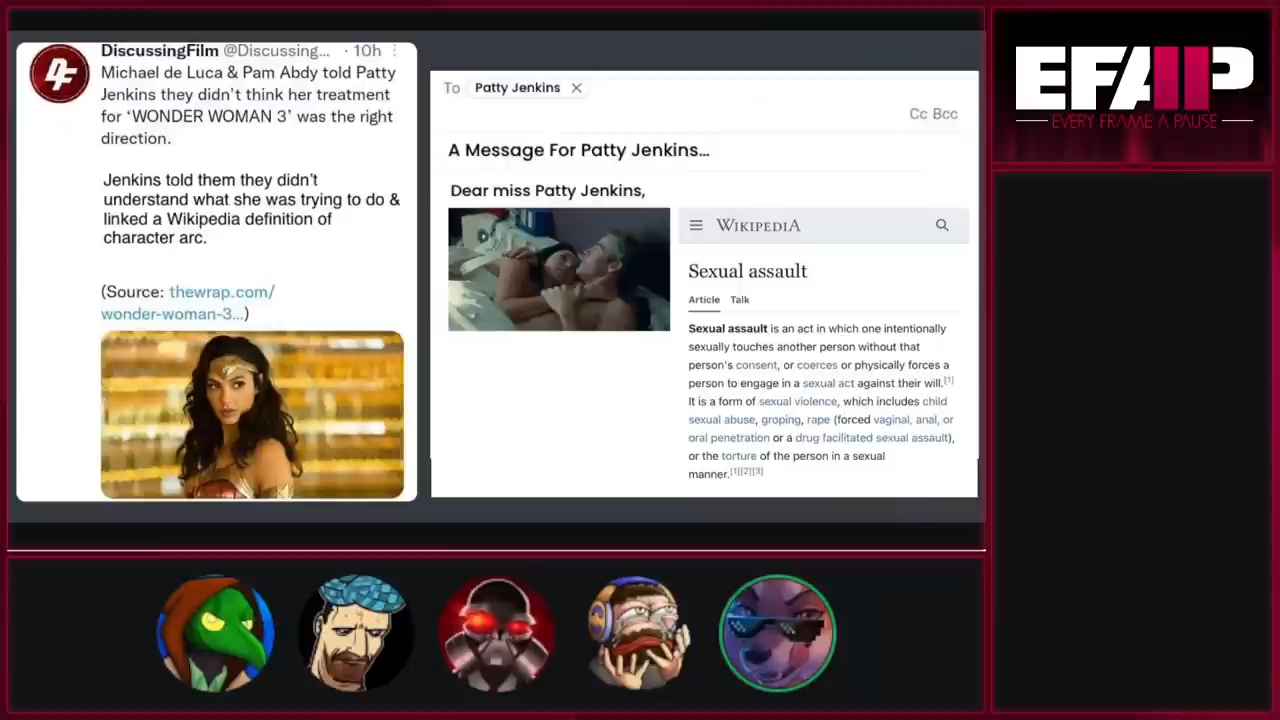 DiscussingFilm @Discussing... · 10h
Michael de Luca & Pam Abdy told Patty
Jenkins they didn't think her treatment
for ‘WONDER WOMAN 3’ was the right
direction.
Jenkins told them they didn't
understand what she was trying to do &
linked a Wikipedia definition of
character arc.
(Source: thewrap.com/
wonder-woman-3...)
To Patty Jenkins
Cc Bcc
A Message For Patty Jenkins...
Dear miss Patty Jenkins,
WIKIPEDIA
Sexual assault
Article Talk
Sexual assault is an act in which one intentionally
sexually touches another person without that
person's consent, or coerces or physically forces a
person to engage in a sexual act against their will.[1]
It is a form of sexual violence, which includes child
sexual abuse, groping, rape (forced vaginal, anal, or
oral penetration or a drug facilitated sexual assault),
or the torture of the person in a sexual
manner.[1][2][3]
EFAP
EVERY FRAME A PAUSE